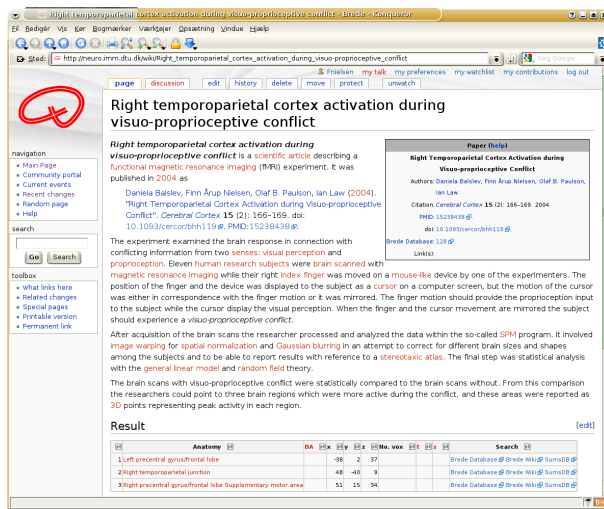 Right temporoparietal cortex activation during visuo-proprioceptive conflict - Brede - Konqueror
Fil Redigér Vis Kør Bogmærker Værktøjer Opsætning Vindue Hjælp
Sted: http://neuro.imm.dtu.dk/wiki/Right_temporoparietal_cortex_activation_during_visuo-proprioceptive_conflict Søg Google
Fnielsen my talk my preferences my watchlist my contributions log out
page discussion edit history delete move protect unwatch
Right temporoparietal cortex activation during
visuo-proprioceptive conflict
Right temporoparietal cortex activation during
visuo-proprioceptive conflict is a scientific article describing a
functional magnetic resonance imaging (fMRI) experiment. It was
published in 2004 as
Daniela Balslev, Finn Årup Nielsen, Olaf B. Paulson, Ian Law (2004).
"Right Temporoparietal Cortex Activation during Visuo-Proprioceptive
Conflict". Cerebral Cortex 15 (2): 166–169. doi:
10.1093/cercor/bhh119. PMID:15238438.
Paper (help)
Right Temporoparietal Cortex Activation during
Visuo-Proprioceptive Conflict
Authors: Daniela Balslev, Finn Årup Nielsen, Olaf B. Paulson,
Ian Law
Citation: Cerebral Cortex 15 (2): 166-169. 2004
PMID: 15238438
doi: 10.1093/cercor/bhh119.
Brede Database: 128
Link(s):
The experiment examined the brain response in connection with
conflicting information from two senses: visual perception and
proprioception. Eleven human research subjects were brain scanned with
magnetic resonance imaging while their right index finger was moved on a mouse-like device by one of the experimenters. The
position of the finger and the device was displayed to the subject as a cursor on a computer screen, but the motion of the cursor
was either in correspondence with the finger motion or it was mirrored. The finger motion should provide the proprioception input
to the subject while the cursor display the visual perception. When the finger and the cursor movement are mirrored the subject
should experience a visuo-proprioceptive conflict.
After acquisition of the brain scans the researcher processed and analyzed the data within the so-called SPM program. It involved
image warping for spatial normalization and Gaussian blurring in an attempt to correct for different brain sizes and shapes
among the subjects and to be able to report results with reference to a stereotaxic atlas. The final step was statistical analysis
with the general linear model and random field theory.
The brain scans with visuo-proprioceptive conflict were statistically compared to the brain scans without. From this comparison
the researchers could point to three brain regions which were more active during the conflict, and these areas were reported as
3D points representing peak activity in each region.
Result [edit]
Anatomy BA x y z No. vox t z Search
1 Left precentral gyrus/frontal lobe -38 2 37 Brede Database Brede Wiki SumsDB
2 Right temporoparietal junction 48 -40 9 Brede Database Brede Wiki SumsDB
3 Right precentral gyrus/frontal lobe Supplementary motor area 51 15 34 Brede Database Brede Wiki SumsDB
navigation
Main Page
Community portal
Current events
Recent changes
Random page
Help
search
Go Search
toolbox
What links here
Related changes
Special pages
Printable version
Permanent link